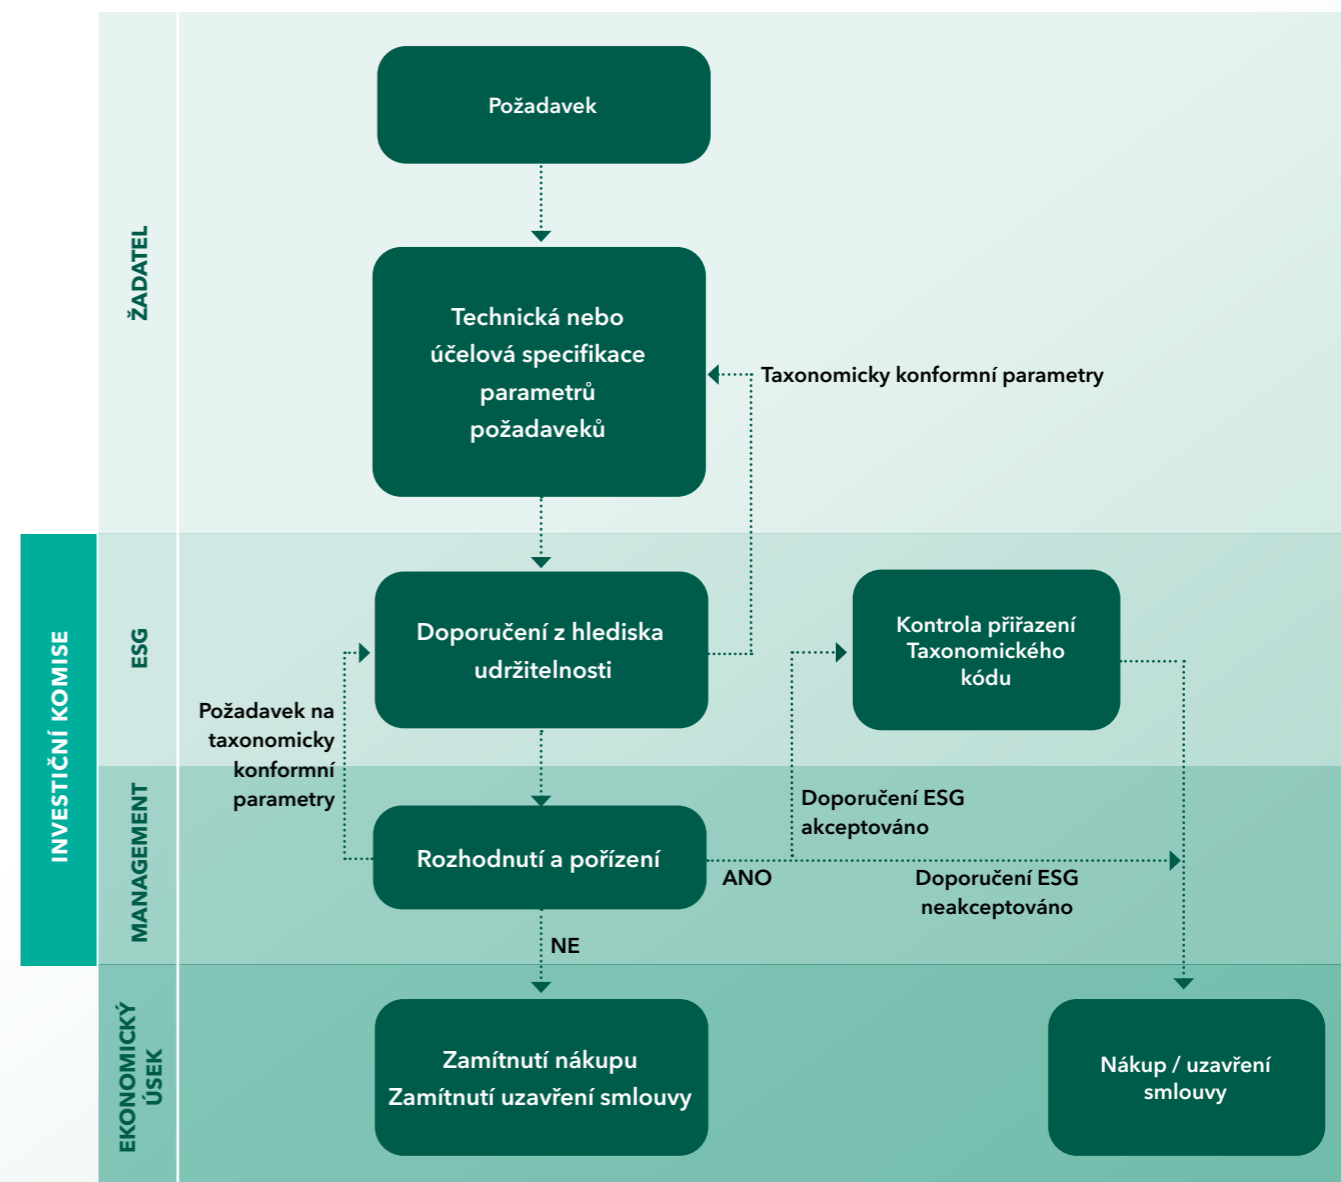 Požadavek
ŽADATEL
Technická nebo
účelová specifikace
parametrů
požadaveků
Taxonomicky konformní parametry
INVESTIČNÍ KOMISE
ESG
Doporučení z hlediska
udržitelnosti
Kontrola přiřazení
Taxonomického
kódu
Požadavek na
taxonomicky
konformní
parametry
MANAGEMENT
Rozhodnutí a pořízení
Doporučení ESG
akceptováno
ANO
Doporučení ESG
neakceptováno
NE
EKONOMICKÝ
ÚSEK
Zamítnutí nákupu
Zamítnutí uzavření smlouvy
Nákup / uzavření
smlouvy